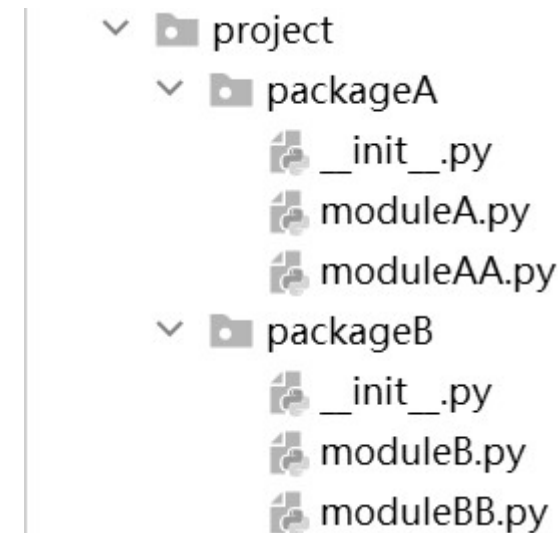 project
packageA
__init__.py
moduleA.py
moduleAA.py
packageB
__init__.py
moduleB.py
moduleBB.py